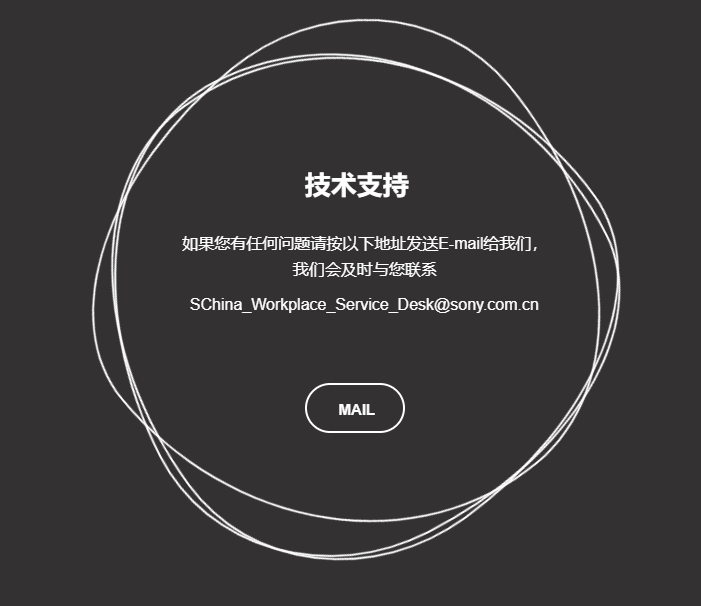 技术支持
如果您有任何问题请按以下地址发送E-mail给我们，
我们会及时与您联系
SChina_Workplace_Service_Desk@sony.com.cn
MAIL